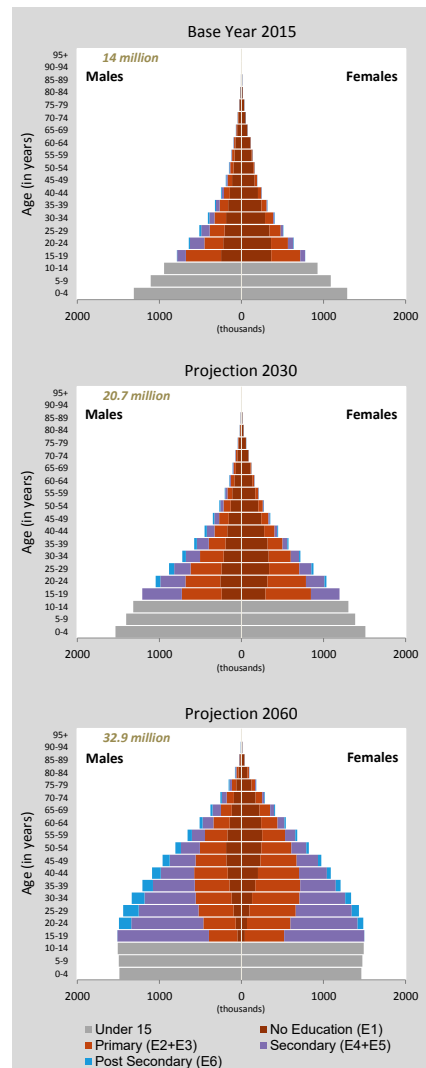 Base Year 2015
14 million
Males
Females
Age (in years)
95+
90-94
85-89
80-84
75-79
70-74
65-69
60-64
55-59
50-54
45-49
40-44
35-39
30-34
25-29
20-24
15-19
10-14
5-9
0-4
2000 1000 0 1000 2000
(thousands)
Projection 2030
20.7 million
Males
Females
Age (in years)
95+
90-94
85-89
80-84
75-79
70-74
65-69
60-64
55-59
50-54
45-49
40-44
35-39
30-34
25-29
20-24
15-19
10-14
5-9
0-4
2000 1000 0 1000 2000
(thousands)
Projection 2060
32.9 million
Males
Females
Age (in years)
95+
90-94
85-89
80-84
75-79
70-74
65-69
60-64
55-59
50-54
45-49
40-44
35-39
30-34
25-29
20-24
15-19
10-14
5-9
0-4
2000 1000 0 1000 2000
(thousands)
Under 15 No Education (E1)
Primary (E2+E3) Secondary (E4+E5)
Post Secondary (E6)